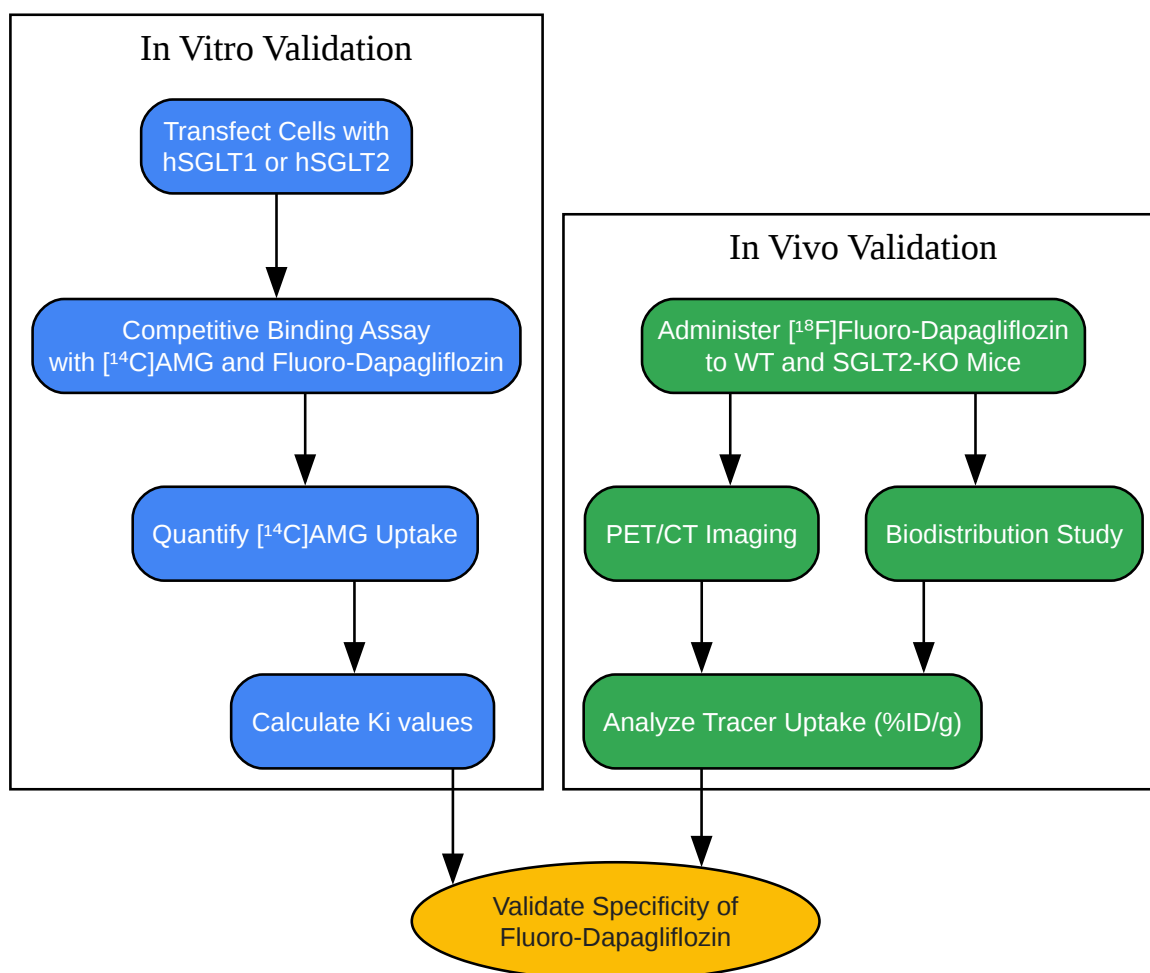 In Vitro Validation
Transfect Cells with
hSGLT1 or hSGLT2
Competitive Binding Assay
with [¹⁴C]AMG and Fluoro-Dapagliflozin
Quantify [¹⁴C]AMG Uptake
Calculate Ki values
In Vivo Validation
Administer [¹⁸F]Fluoro-Dapagliflozin
to WT and SGLT2-KO Mice
PET/CT Imaging
Biodistribution Study
Analyze Tracer Uptake (%ID/g)
Validate Specificity of
Fluoro-Dapagliflozin